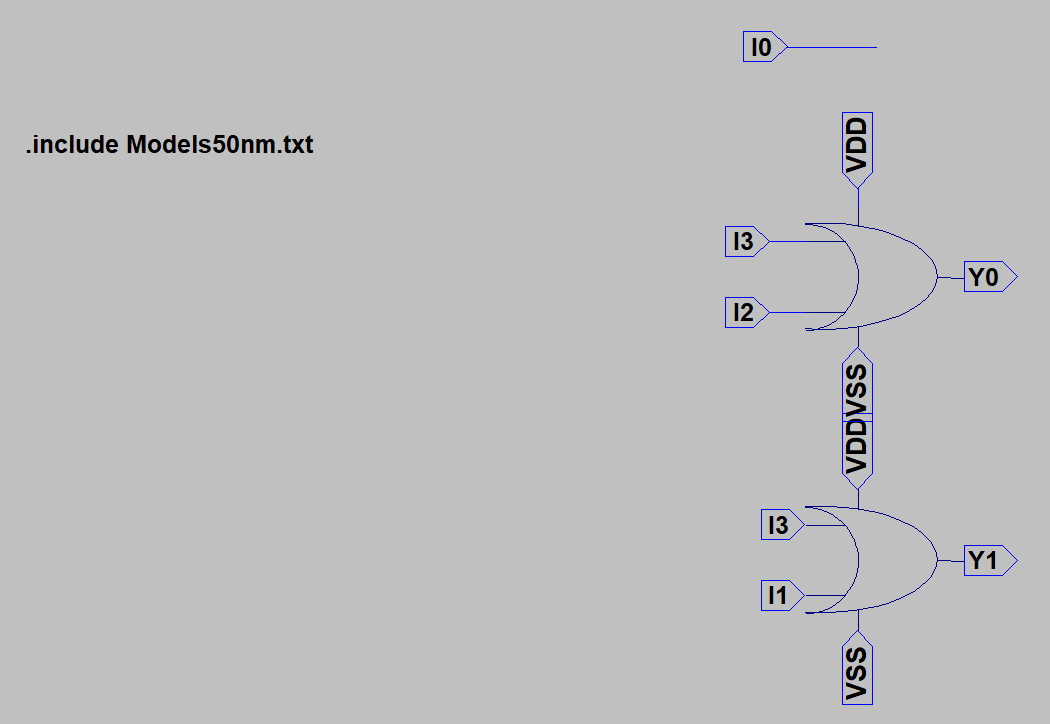 I0
.include Models50nm.txt
VDD
I3
Y0
I2
VSS
VDD
I3
Y1
I1
VSS